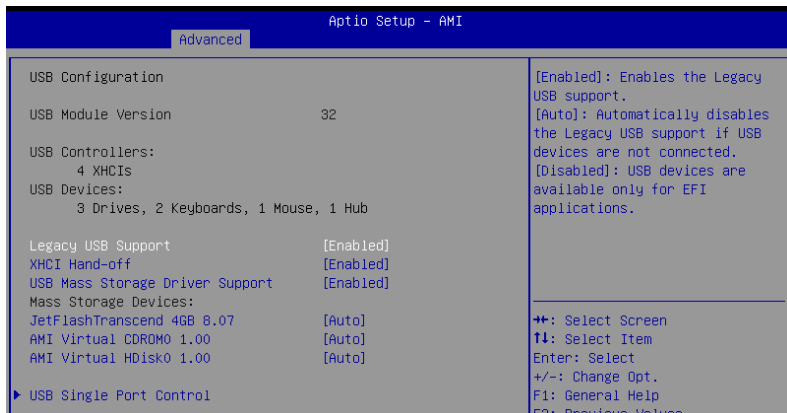 Aptio Setup – AMI
Advanced
USB Configuration
USB Module Version 32
USB Controllers:
4 XHCIs
USB Devices:
3 Drives, 2 Keyboards, 1 Mouse, 1 Hub
Legacy USB Support [Enabled]
XHCI Hand-off [Enabled]
USB Mass Storage Driver Support [Enabled]
Mass Storage Devices:
JetFlashTranscend 4GB 8.07 [Auto]
AMI Virtual CDROM0 1.00 [Auto]
AMI Virtual HDisk0 1.00 [Auto]
USB Single Port Control
[Enabled]: Enables the Legacy
USB support.
[Auto]: Automatically disables
the Legacy USB support if USB
devices are not connected.
[Disabled]: USB devices are
available only for EFI
applications.
→←: Select Screen
↑↓: Select Item
Enter: Select
+/-: Change Opt.
F1: General Help